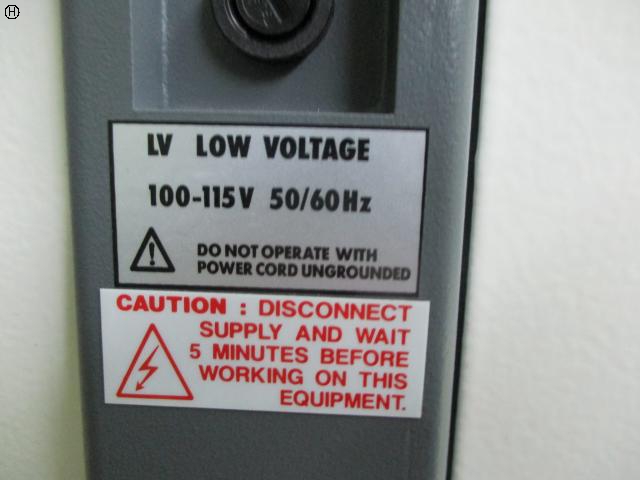 H
LV LOW VOLTAGE
100-115V 50/60Hz
DO NOT OPERATE WITH
POWER CORD UNGROUNDED
CAUTION : DISCONNECT
SUPPLY AND WAIT
5 MINUTES BEFORE
WORKING ON THIS
EQUIPMENT.